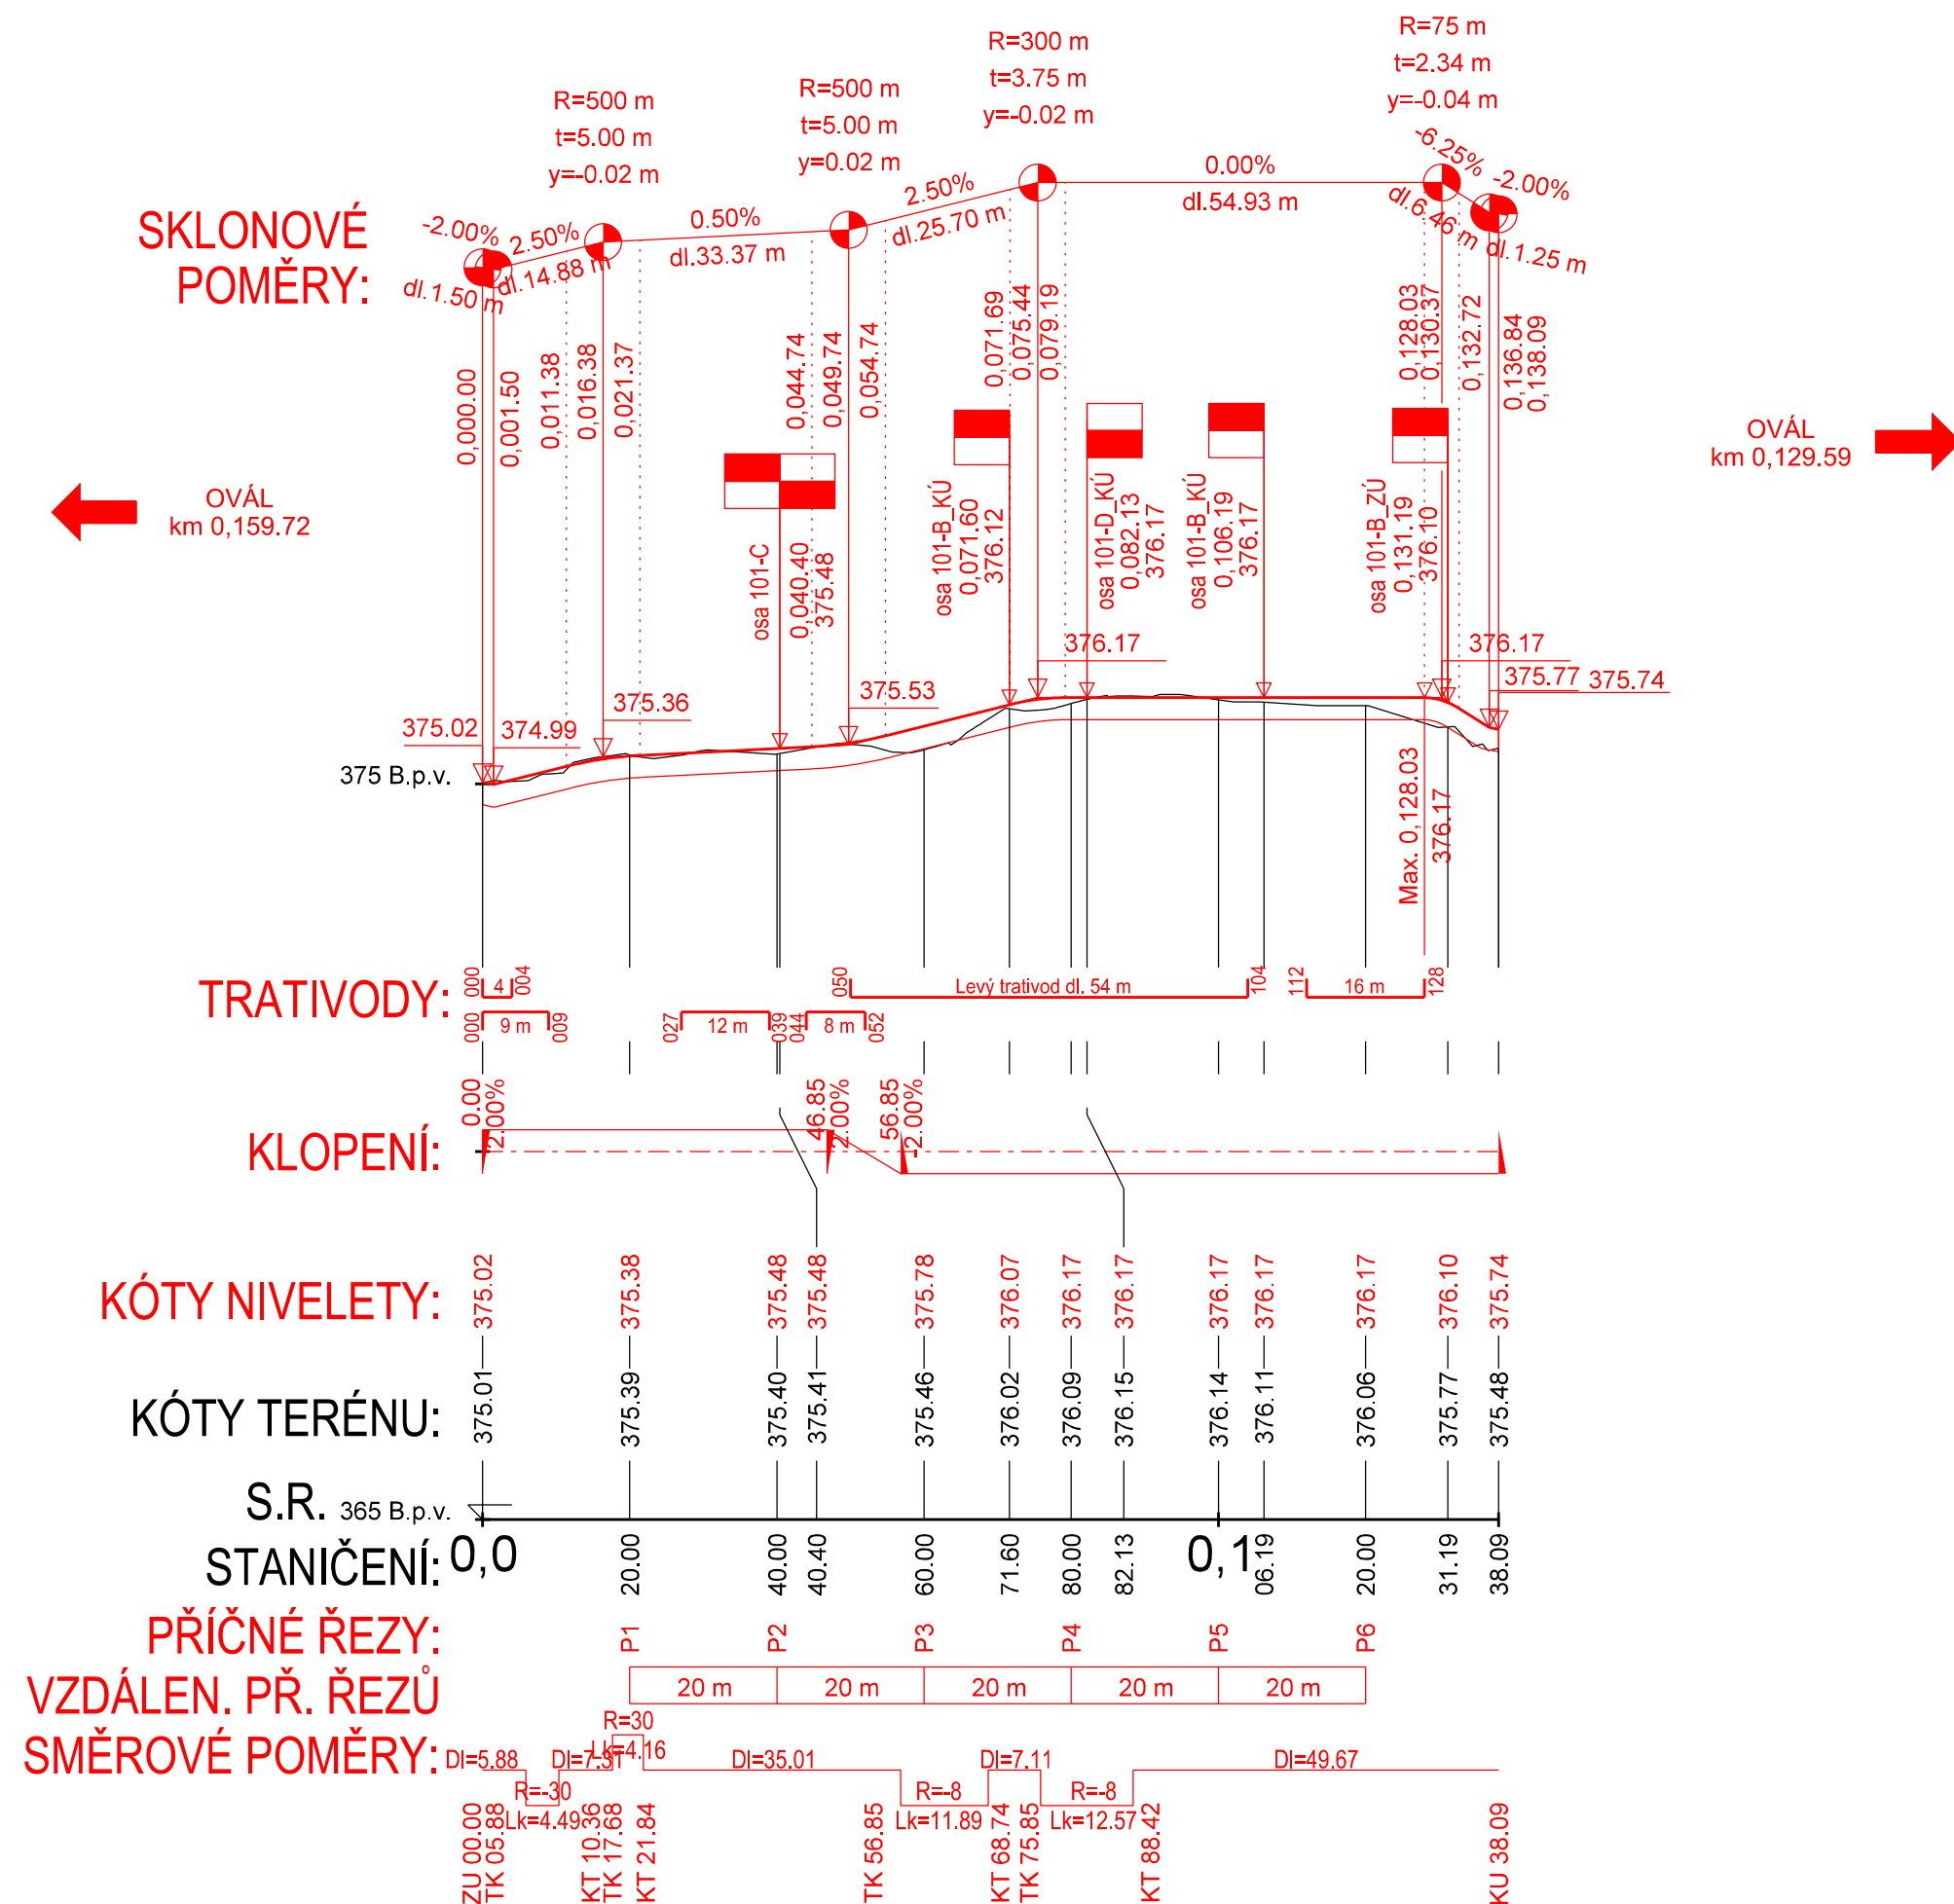 R=500 m
t=5.00 m
y=-0.02 m
R=500 m
t=5.00 m
y=0.02 m
R=300 m
t=3.75 m
y=-0.02 m
R=75 m
t=2.34 m
y=-0.04 m
SKLONOVÉ
POMĚRY:
-2.00%
dl.1.50 m
2.50%
dl.14.88 m
0.50%
dl.33.37 m
2.50%
dl.25.70 m
0.00%
dl.54.93 m
-6.25%
dl.6.46 m
-2.00%
dl.1.25 m
0,000.00
0,001.50
0,011.38
0,016.38
0,021.37
0,044.74
0,049.74
0,054.74
0,071.69
0,075.44
0,079.19
0,128.03
0,130.37
0,132.72
0,136.84
0,138.09
OVÁL
km 0,159.72
OVÁL
km 0,129.59
osa 101-C
0,040.40
375.48
osa 101-B_KÚ
0,071.60
376.12
osa 101-D_KÚ
0,082.13
376.17
osa 101-B_KÚ
0,106.19
376.17
osa 101-B_ZÚ
0,131.19
376.10
375.02
374.99
375.36
375.53
376.17
376.17
375.77
375.74
375 B.p.v.
Max. 0,128.03
376.17
TRATIVODY:
000
4
004
050
Levý trativod dl. 54 m
104
112
16 m
128
000
9 m
009
027
12 m
039
044
8 m
052
KLOPENÍ:
0.00
-2.00%
46.85
2.00%
56.85
-2.00%
KÓTY NIVELETY:
375.02
375.38
375.48
375.48
375.78
376.07
376.17
376.17
376.17
376.17
376.17
376.10
375.74
KÓTY TERÉNU:
375.01
375.39
375.40
375.41
375.46
376.02
376.09
376.15
376.14
376.11
376.06
375.77
375.48
S.R. 365 B.p.v.
STANIČENÍ:
0,0
20.00
40.00
40.40
60.00
71.60
80.00
82.13
0,1
06.19
20.00
31.19
38.09
PŘÍČNÉ ŘEZY:
P1
P2
P3
P4
P5
P6
VZDÁLEN. PŘ. ŘEZŮ
20 m
20 m
20 m
20 m
20 m
SMĚROVÉ POMĚRY:
Dl=5.88
R=-30
Lk=4.49
Dl=7.31
R=30
Lk=4.16
Dl=35.01
R=-8
Lk=11.89
Dl=7.11
R=-8
Lk=12.57
Dl=49.67
ZU 00.00
TK 05.88
KT 10.36
TK 17.68
KT 21.84
TK 56.85
KT 68.74
TK 75.85
KT 88.42
KU 38.09